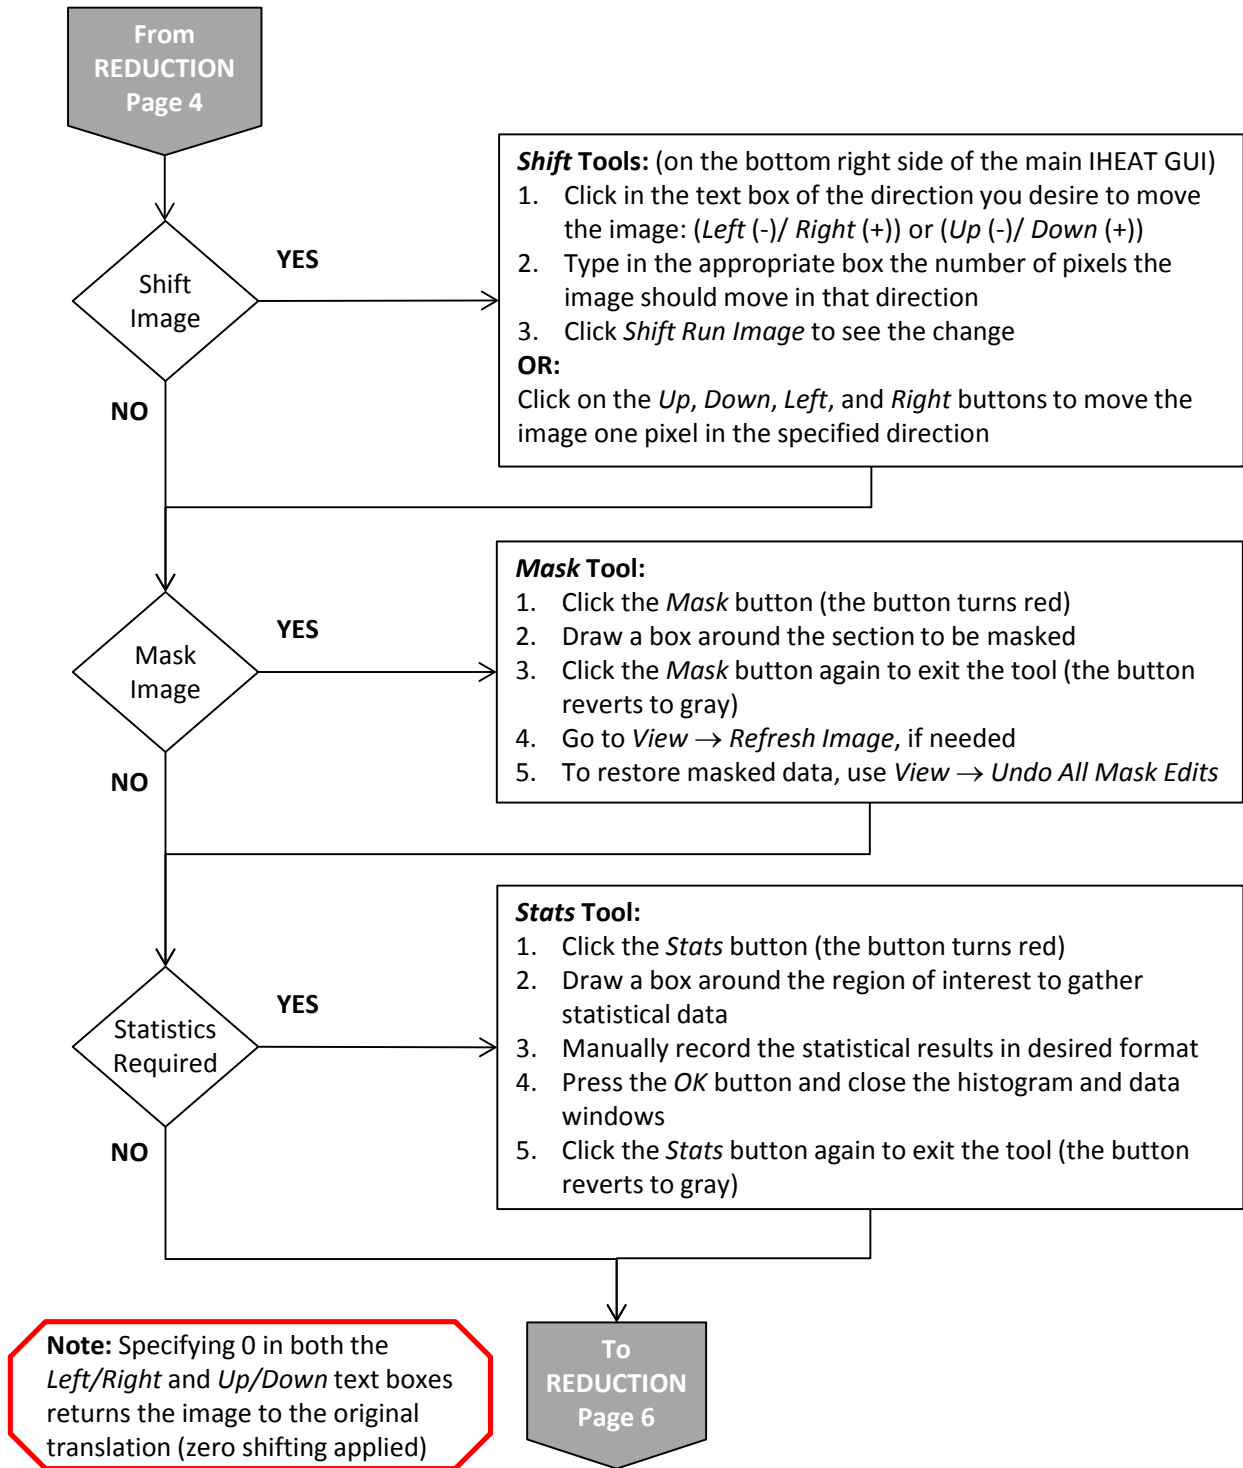 From
REDUCTION
Page 4
Shift Tools: (on the bottom right side of the main IHEAT GUI)
1. Click in the text box of the direction you desire to move
the image: (Left (-)/ Right (+)) or (Up (-)/ Down (+))
2. Type in the appropriate box the number of pixels the
image should move in that direction
3. Click Shift Run Image to see the change
OR:
Click on the Up, Down, Left, and Right buttons to move the
image one pixel in the specified direction
YES
Shift
Image
NO
Mask Tool:
1. Click the Mask button (the button turns red)
2. Draw a box around the section to be masked
3. Click the Mask button again to exit the tool (the button
reverts to gray)
4. Go to View → Refresh Image, if needed
5. To restore masked data, use View → Undo All Mask Edits
YES
Mask
Image
NO
Stats Tool:
1. Click the Stats button (the button turns red)
2. Draw a box around the region of interest to gather
statistical data
3. Manually record the statistical results in desired format
4. Press the OK button and close the histogram and data
windows
5. Click the Stats button again to exit the tool (the button
reverts to gray)
YES
Statistics
Required
NO
Note: Specifying 0 in both the
Left/Right and Up/Down text boxes
returns the image to the original
translation (zero shifting applied)
To
REDUCTION
Page 6